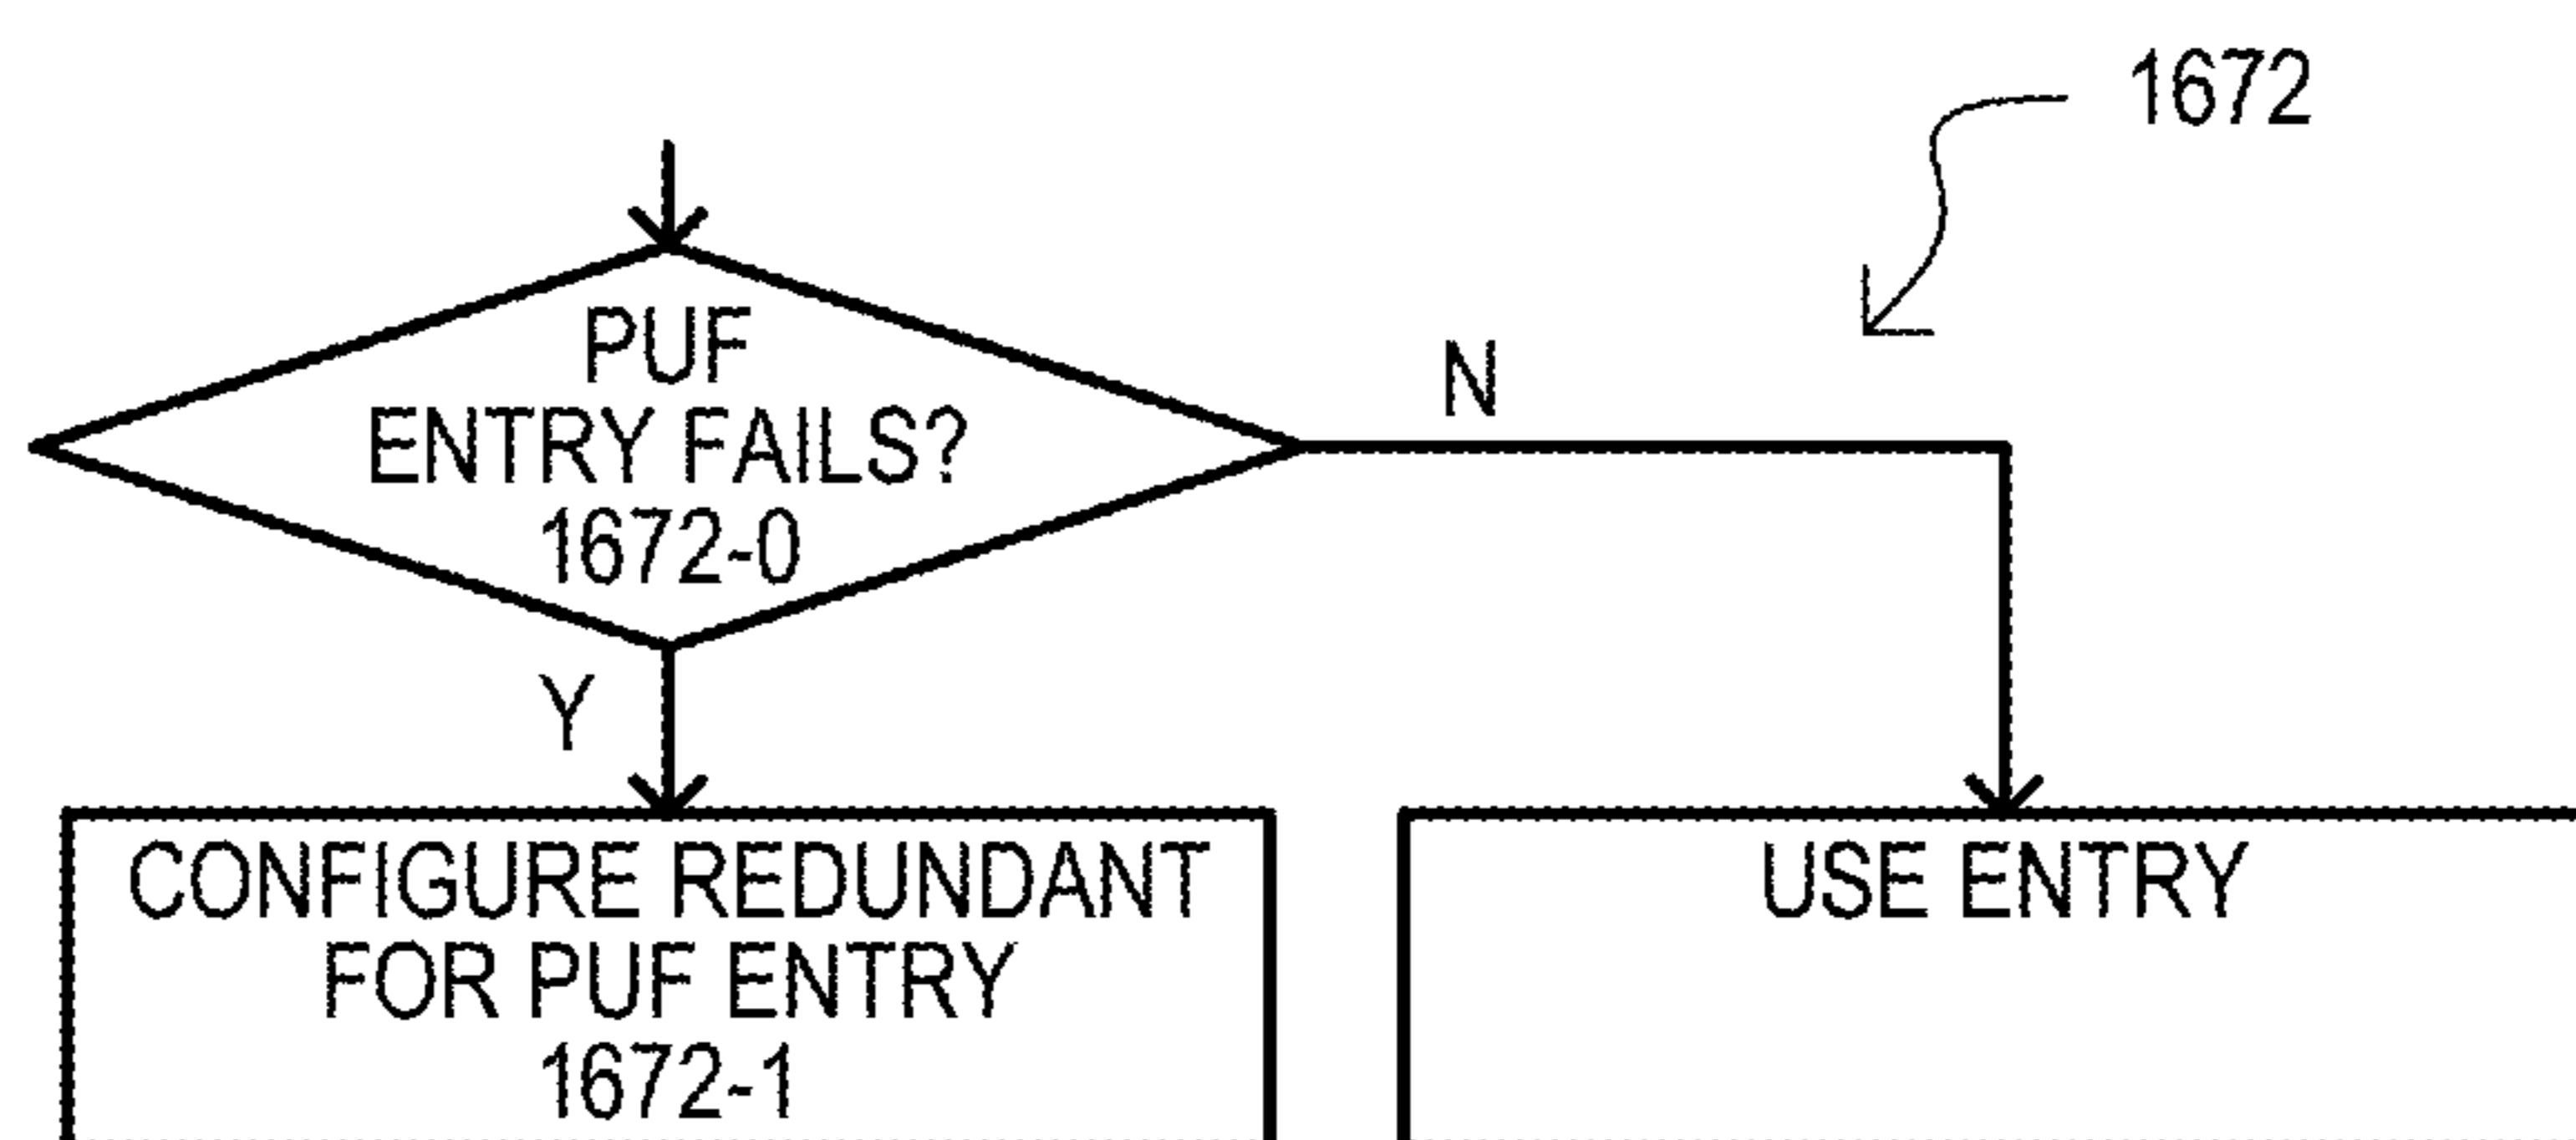 1672
PUF
ENTRY FAILS?
1672-0
N
Y
CONFIGURE REDUNDANT
FOR PUF ENTRY
1672-1
USE ENTRY